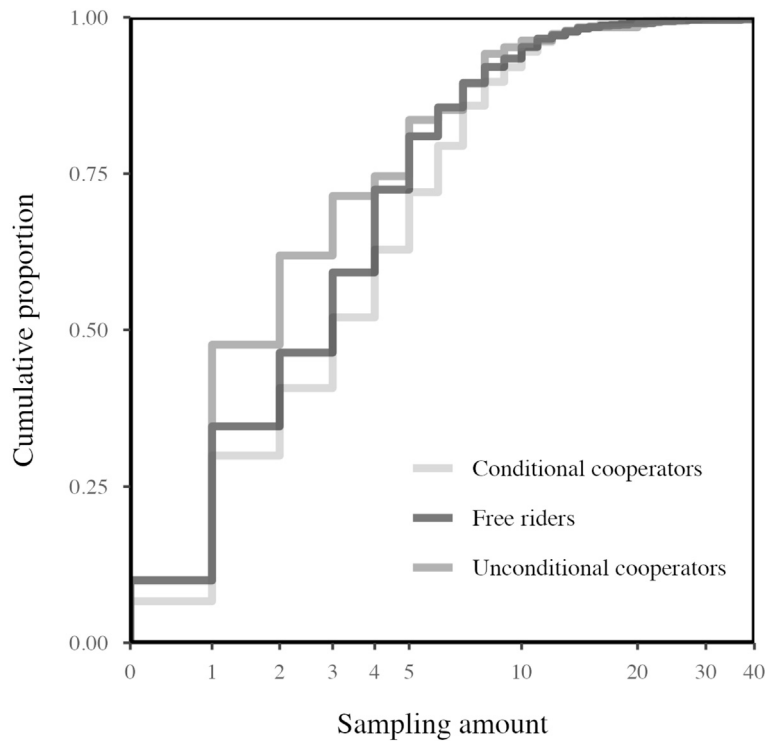 1.00
0.75
0.50
0.25
0.00
Cumulative proportion
Conditional cooperators
Free riders
Unconditional cooperators
0 1 2 3 4 5 10 20 30 40
Sampling amount